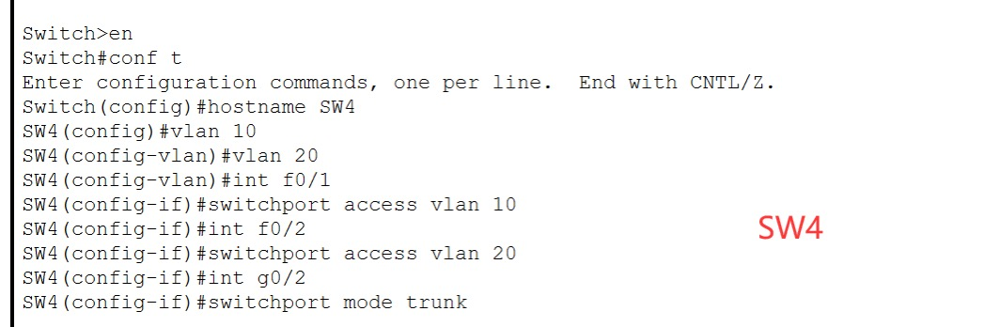 Switch>en
Switch#conf t
Enter configuration commands, one per line.  End with CNTL/Z.
Switch(config)#hostname SW4
SW4(config)#vlan 10
SW4(config-vlan)#vlan 20
SW4(config-vlan)#int f0/1
SW4(config-if)#switchport access vlan 10
SW4(config-if)#int f0/2
SW4(config-if)#switchport access vlan 20
SW4(config-if)#int g0/2
SW4(config-if)#switchport mode trunk
SW4